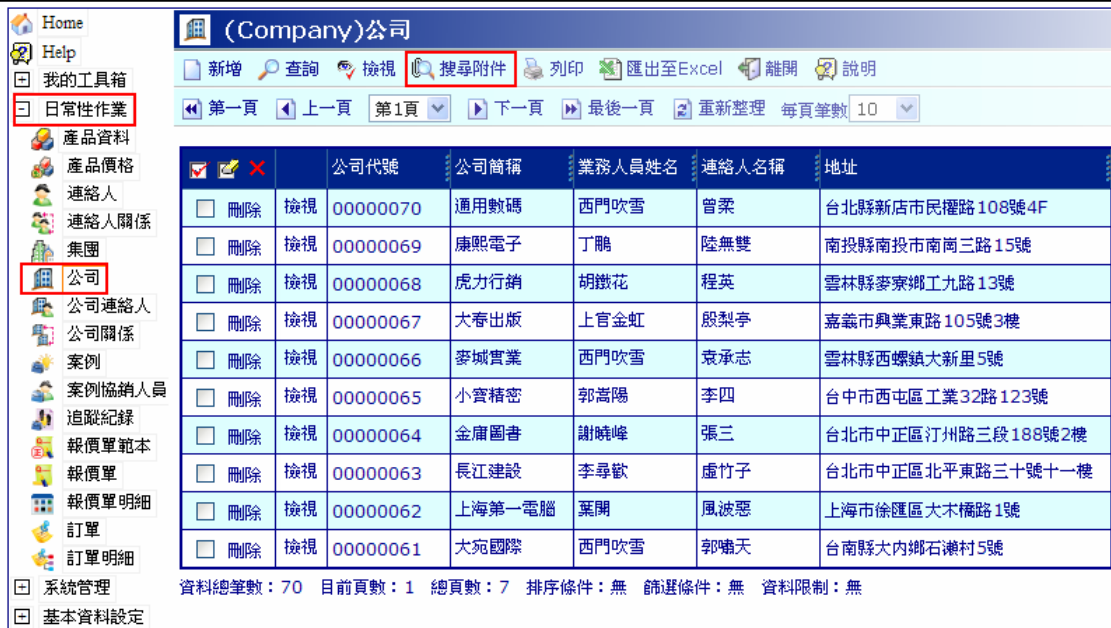 Home
Help
我的工具箱
日常性作業
產品資料
產品價格
連絡人
連絡人關係
集團
公司
公司連絡人
公司關係
案例
案例協銷人員
追蹤紀錄
報價單範本
報價單
報價單明細
訂單
訂單明細
系統管理
基本資料設定
(Company)公司
新增 查詢 檢視 搜尋附件 列印 匯出至Excel 離開 說明
第一頁 上一頁 第1頁 下一頁 最後一頁 重新整理 每頁筆數 10
公司代號 公司簡稱 業務人員姓名 連絡人名稱 地址
刪除 檢視 00000070 通用數碼 西門吹雪 曾柔 台北縣新店市民權路108號4F
刪除 檢視 00000069 康熙電子 丁鵬 陸無雙 南投縣南投市南崗三路15號
刪除 檢視 00000068 虎力行銷 胡鐵花 程英 雲林縣麥寮鄉工九路13號
刪除 檢視 00000067 大春出版 上官金虹 殷梨亭 嘉義市興業東路105號3樓
刪除 檢視 00000066 麥城實業 西門吹雪 袁承志 雲林縣西螺鎮大新里5號
刪除 檢視 00000065 小寶精密 郭嵩陽 李四 台中市西屯區工業32路123號
刪除 檢視 00000064 金庸圖書 謝曉峰 張三 台北市中正區汀州路三段188號2樓
刪除 檢視 00000063 長江建設 李尋歡 虛竹子 台北市中正區北平東路三十號十一樓
刪除 檢視 00000062 上海第一電腦 葉開 風波惡 上海市徐匯區大木橋路1號
刪除 檢視 00000061 大宛國際 西門吹雪 郭嘯天 台南縣大內鄉石瀨村5號
資料總筆數：70 目前頁數：1 總頁數：7 排序條件：無 篩選條件：無 資料限制：無